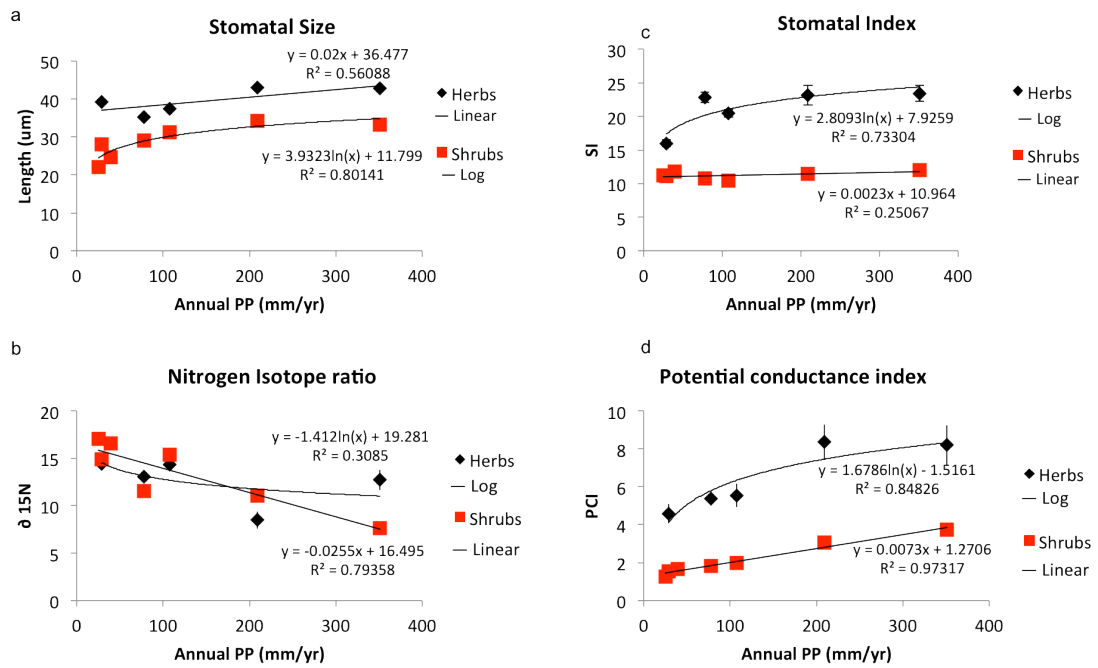 a
Stomatal Size
y = 0.02x + 36.477
R² = 0.56088
50
40
30
20
10
0
Length (um)
y = 3.9323ln(x) + 11.799
R² = 0.80141
Herbs
Linear
Shrubs
Log
0 100 200 300 400
Annual PP (mm/yr)
c
Stomatal Index
30
25
20
15
10
5
0
SI
y = 2.8093ln(x) + 7.9259
R² = 0.73304
y = 0.0023x + 10.964
R² = 0.25067
Herbs
Log
Shrubs
Linear
0 100 200 300 400
Annual PP (mm/yr)
b
Nitrogen Isotope ratio
20
15
10
5
0
∂ 15N
y = -1.412ln(x) + 19.281
R² = 0.3085
y = -0.0255x + 16.495
R² = 0.79358
Herbs
Log
Shrubs
Linear
0 100 200 300 400
Annual PP (mm/yr)
d
Potential conductance index
10
8
6
4
2
0
PCI
y = 1.6786ln(x) - 1.5161
R² = 0.84826
y = 0.0073x + 1.2706
R² = 0.97317
Herbs
Log
Shrubs
Linear
0 100 200 300 400
Annual PP (mm/yr)